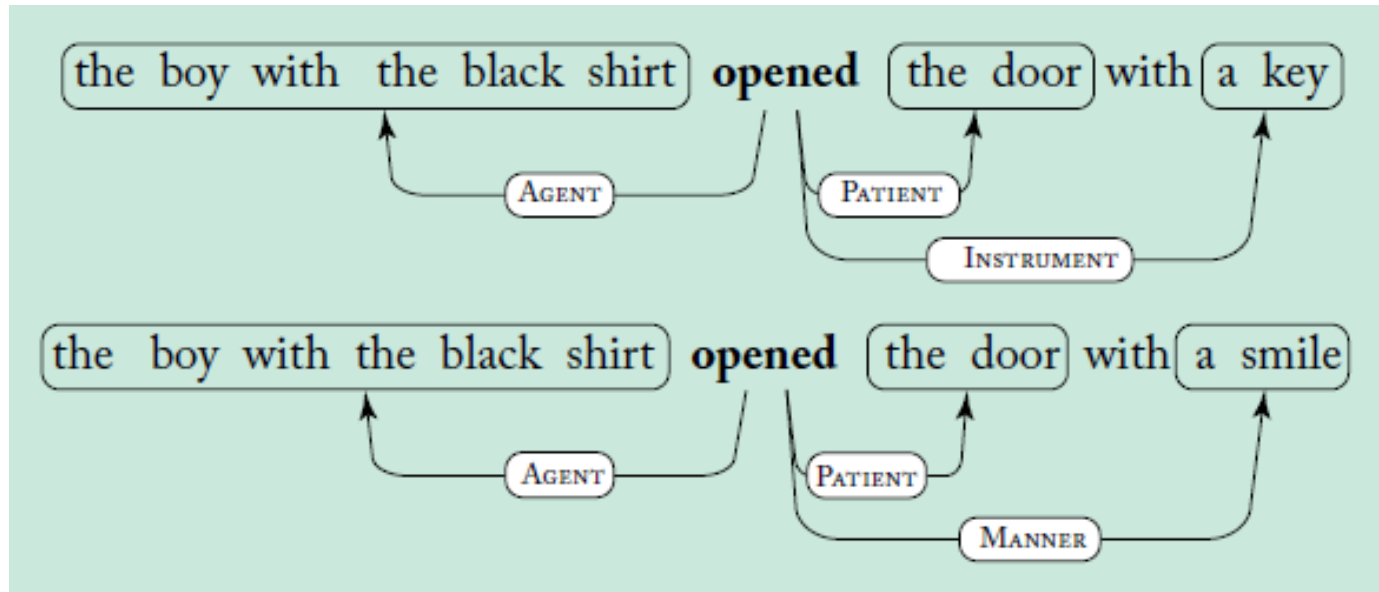 the boy with the black shirt opened the door with a key
AGENT PATIENT
INSTRUMENT
the boy with the black shirt opened the door with a smile
AGENT PATIENT
MANNER